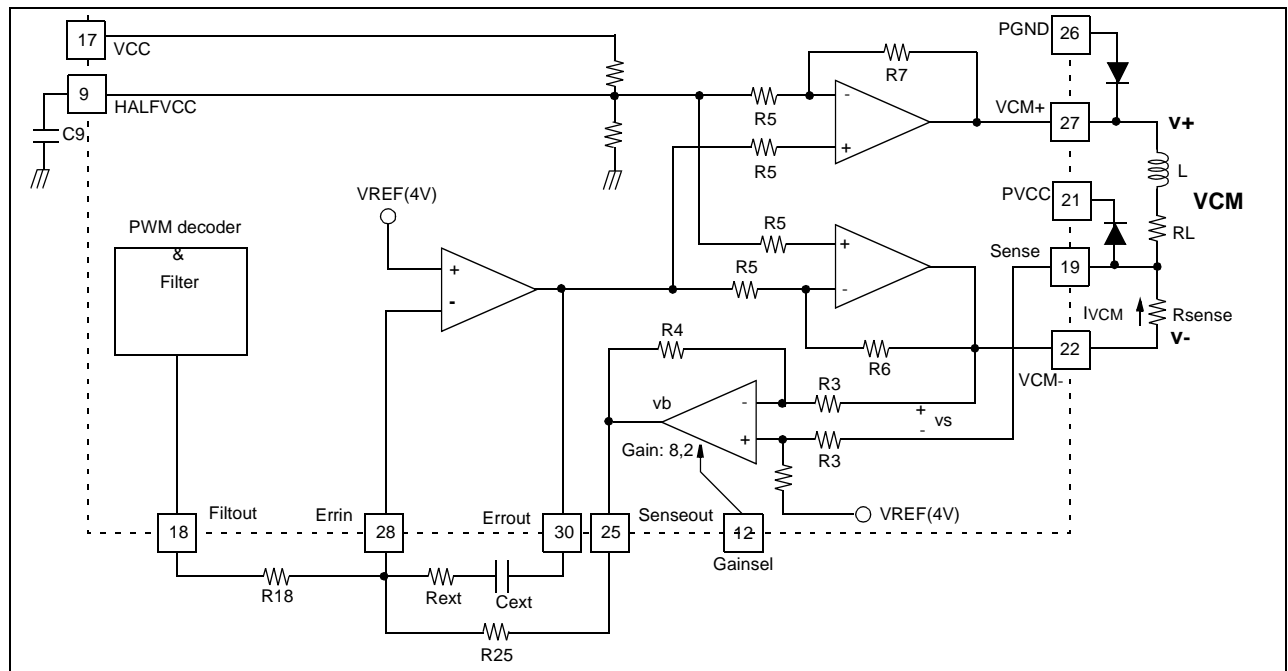 17
VCC
9
HALFVCC
C9
R7
R5
-
+
R5
PGND
26
VCM+
27
v+
L
VCM
RL
PVCC
21
Sense
19
IVCM
Rsense
v-
22
VCM-
VREF(4V)
+
-
PWM decoder
&
Filter
R5
R5
+
-
R6
R4
vb
-
+
Gain: 8,2
R3
+
vs
-
R3
VREF(4V)
Filtout
18
Errin
28
Errout
30
25
Senseout
12
Gainsel
R18
Rext
Cext
R25